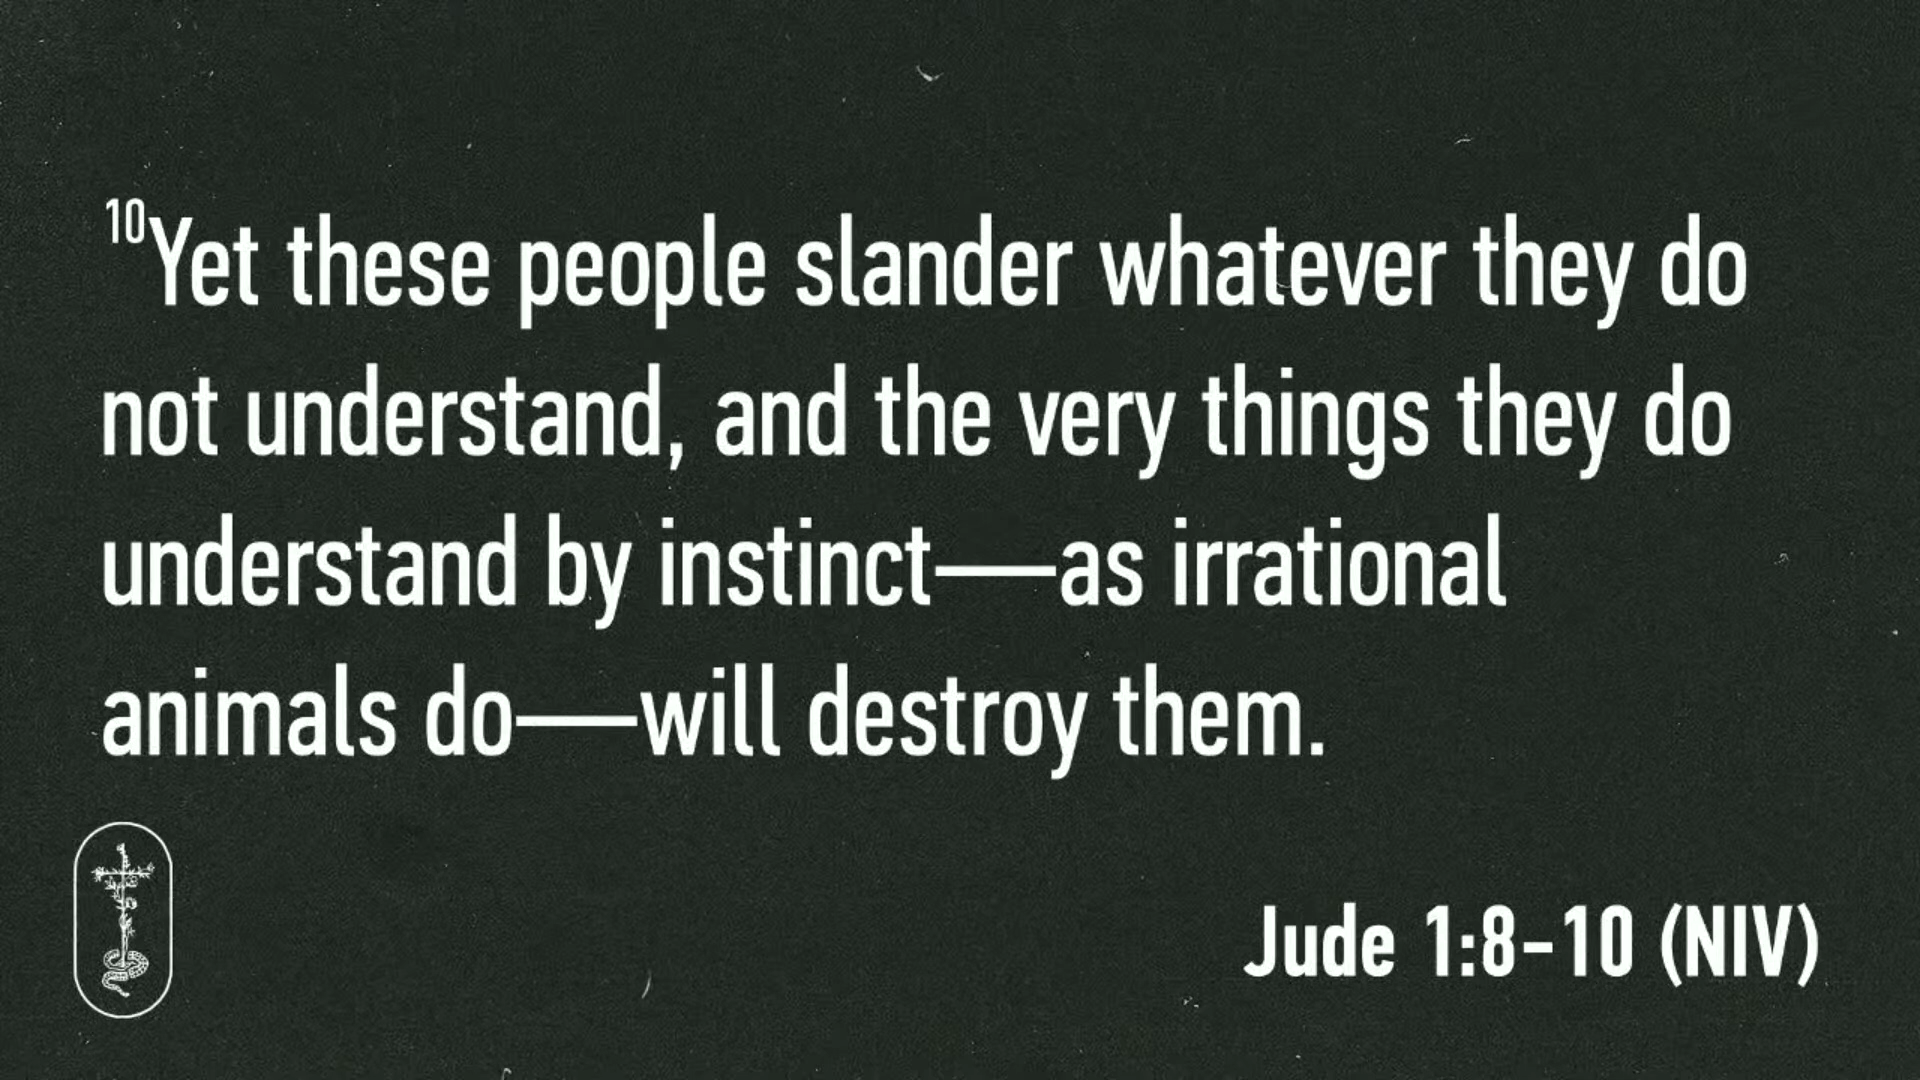 10Yet these people slander whatever they do
not understand, and the very things they do
understand by instinct—as irrational
animals do—will destroy them.
Jude 1:8-10 (NIV)